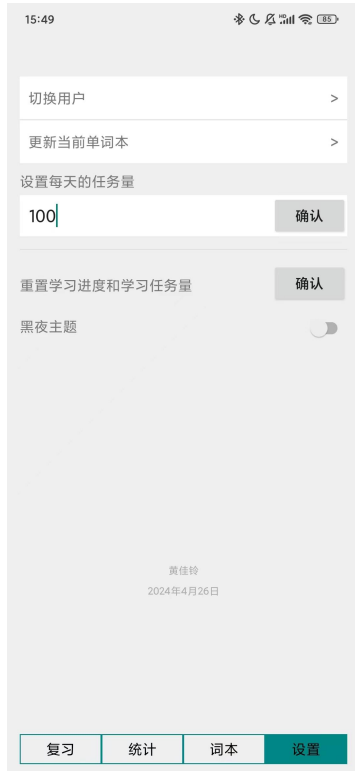 15:49
85
切换用户 >
更新当前单词本 >
设置每天的任务量
100 确认
重置学习进度和学习任务量 确认
黑夜主题
黄佳铃
2024年4月26日
复习 统计 词本 设置